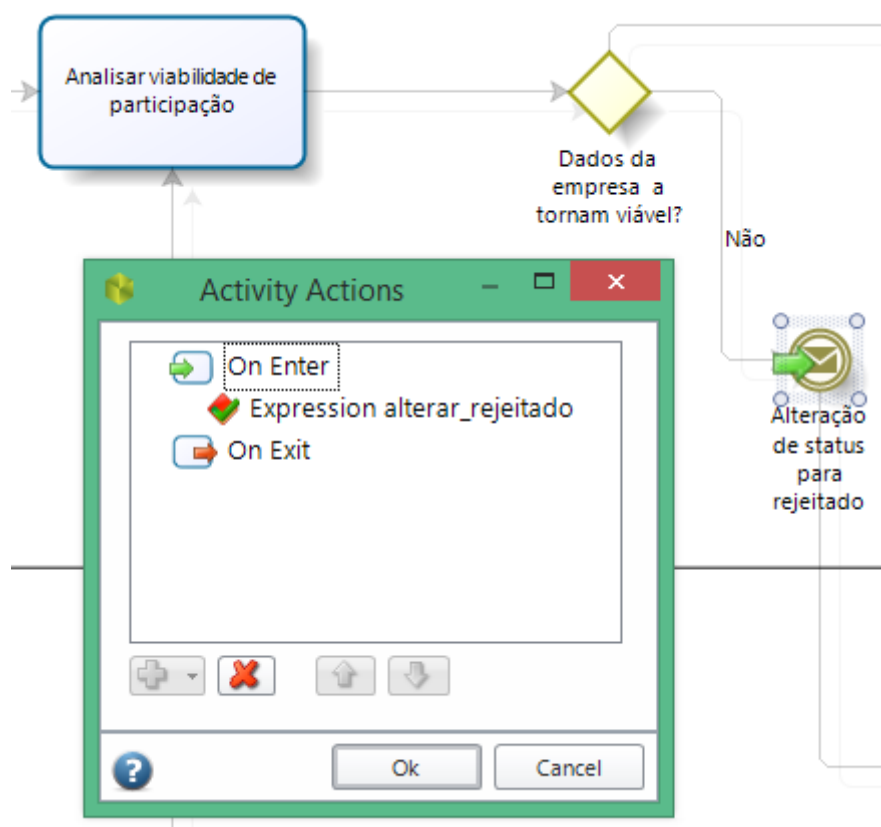 Analisar viabilidade de
participação
Dados da
empresa a
tornam viável?
Não
Activity Actions
On Enter
Expression alterar_rejeitado
On Exit
Alteração
de status
para
rejeitado
Ok
Cancel